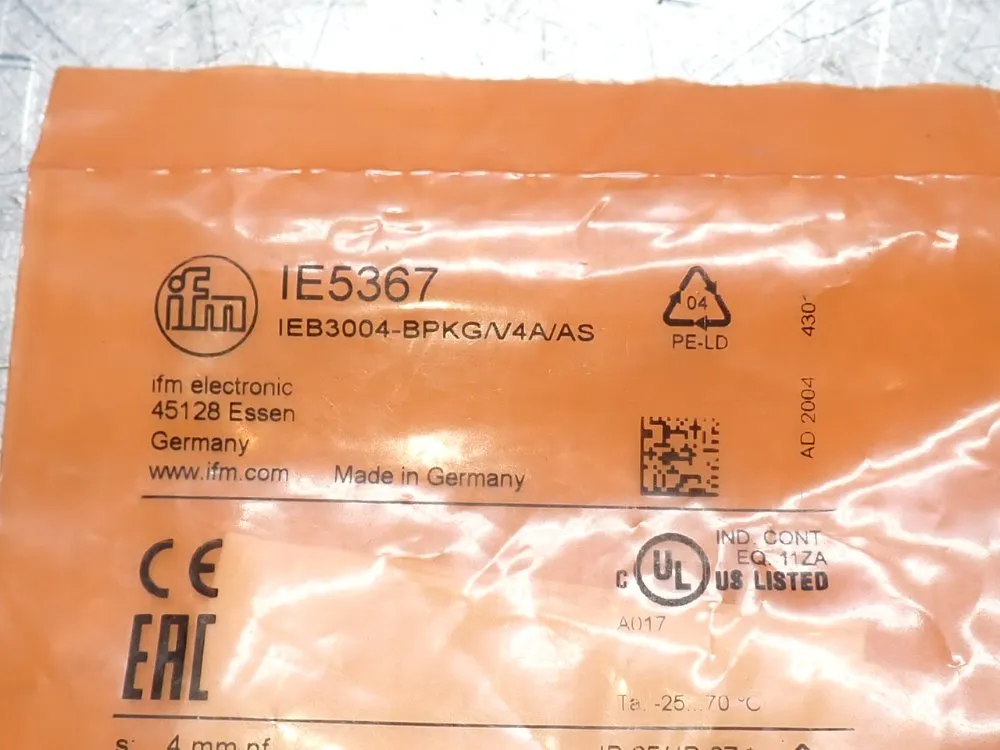 ifm
IE5367
IEB3004-BPKG/V4A/AS
04
PE-LD
AD 2004
ifm electronic
45128 Essen
Germany
www.ifm.com Made in Germany
CE
IND. CONT
EQ. 11ZA
C UL US LISTED
EAC
A017
Ta: -25...70 °C
s: 4 mm nf